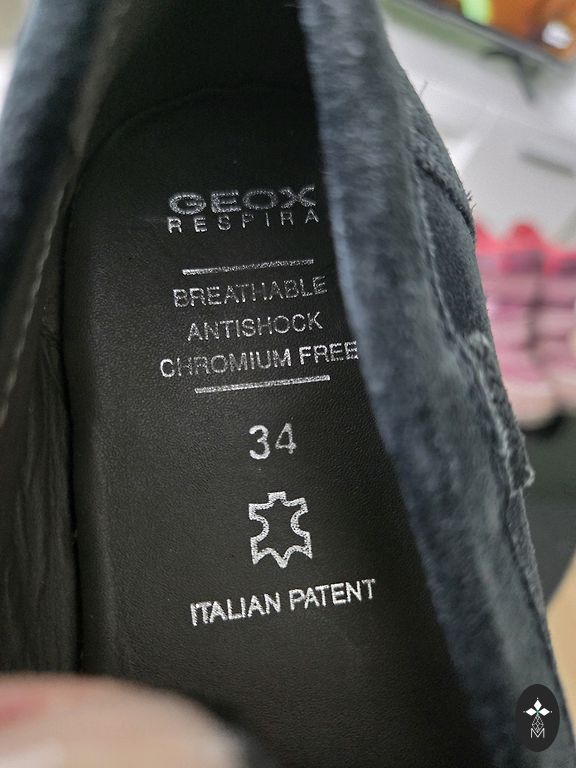 GEOX
RESPIRA
BREATHABLE
ANTISHOCK
CHROMIUM FREE
34
ITALIAN PATENT
M